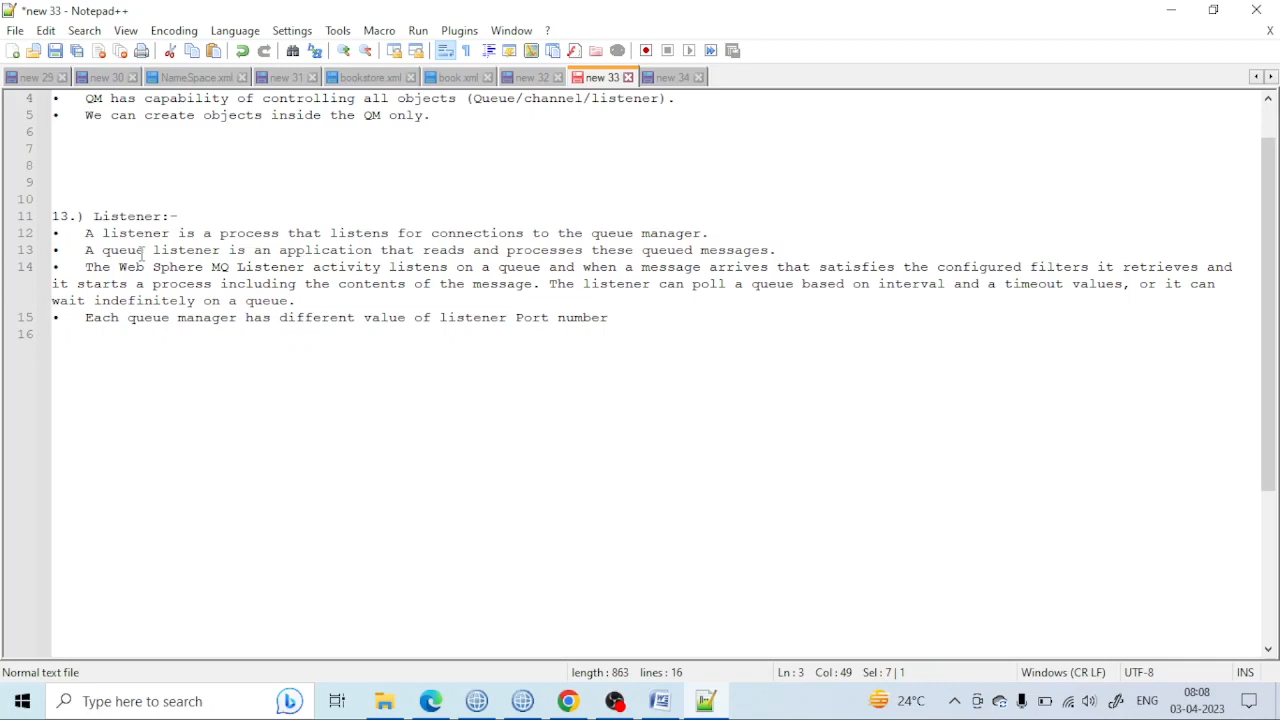 *new 33 - Notepad++
File Edit Search View Encoding Language Settings Tools Macro Run Plugins Window ? X
new 29 new 30 NameSpace.xml new 31 bookstore.xml book.xml new 32 new 33 new 34
4 • QM has capability of controlling all objects (Queue/channel/listener).
5 • We can create objects inside the QM only.
6
7
8
9
10
11 13.) Listener:-
12 • A listener is a process that listens for connections to the queue manager.
13 • A queue listener is an application that reads and processes these queued messages.
14 • The Web Sphere MQ Listener activity listens on a queue and when a message arrives that satisfies the configured filters it retrieves and
it starts a process including the contents of the message. The listener can poll a queue based on interval and a timeout values, or it can
wait indefinitely on a queue.
15 • Each queue manager has different value of listener Port number
16
Normal text file length : 863 lines : 16 Ln : 3 Col : 49 Sel : 7 | 1 Windows (CR LF) UTF-8 INS
Type here to search 24°C ENG 08:08
03-04-2023